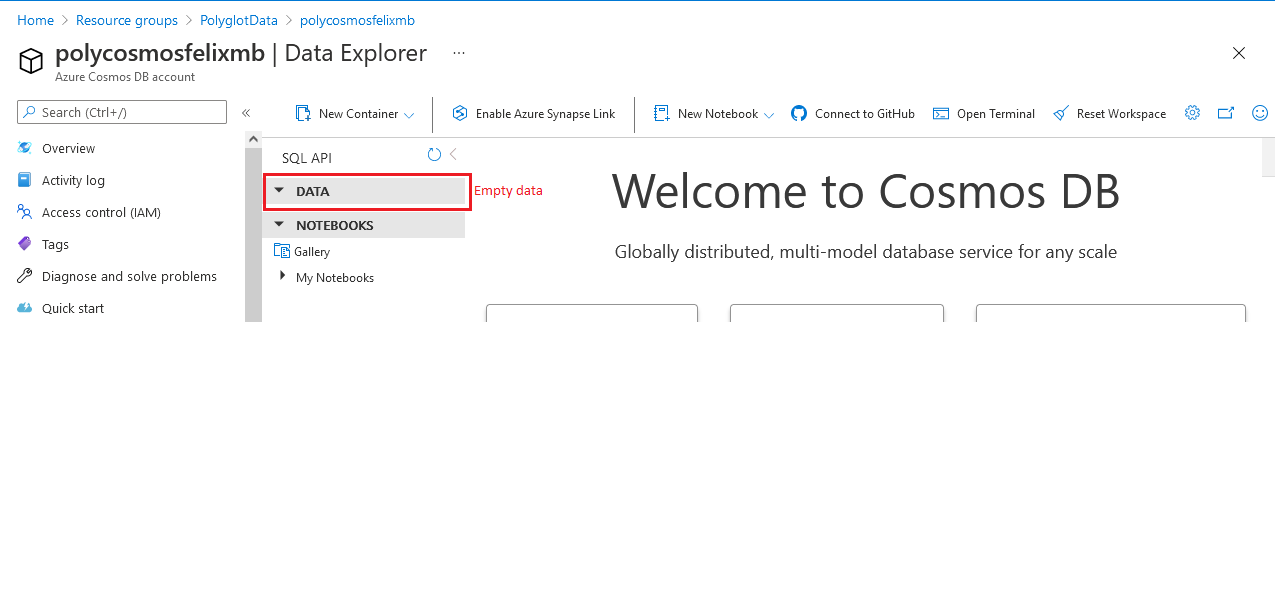 Home > Resource groups > PolyglotData > polycosmosfelixmb
polycosmosfelixmb | Data Explorer ...
Azure Cosmos DB account
Search (Ctrl+/) «
New Container Enable Azure Synapse Link New Notebook Connect to GitHub Open Terminal Reset Workspace
Overview
Activity log
Access control (IAM)
Tags
Diagnose and solve problems
Quick start
SQL API
DATA
Empty data
NOTEBOOKS
Gallery
My Notebooks
Welcome to Cosmos DB
Globally distributed, multi-model database service for any scale